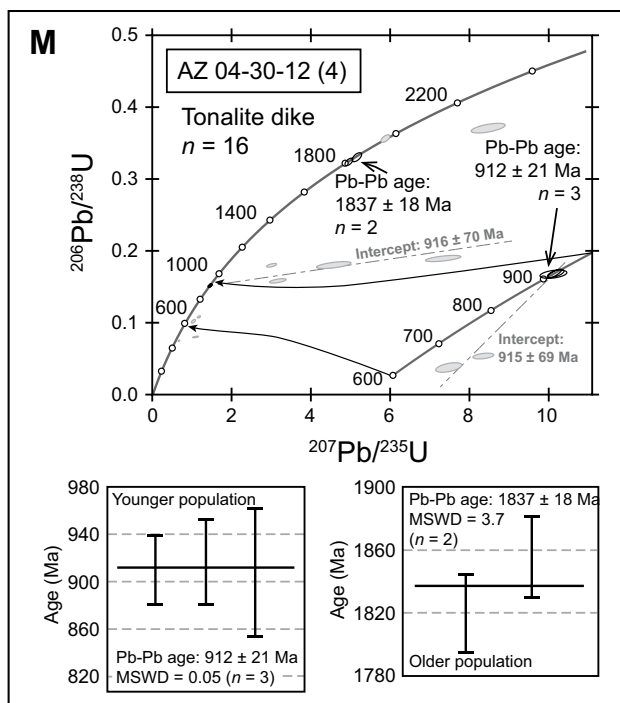 M
AZ 04-30-12 (4)
Tonalite dike
n = 16
0.5
0.4
0.3
0.2
0.1
0.0
206Pb/238U
0
2
4
6
8
10
207Pb/235U
600
1000
1400
1800
2200
Pb-Pb age:
1837 ± 18 Ma
n = 2
Pb-Pb age:
912 ± 21 Ma
n = 3
Intercept: 916 ± 70 Ma
600
700
800
900
Intercept:
915 ± 69 Ma
Age (Ma)
980
940
900
860
820
Younger population
Pb-Pb age: 912 ± 21 Ma
MSWD = 0.05 (n = 3)
Age (Ma)
1900
1860
1820
1780
Pb-Pb age: 1837 ± 18 Ma
MSWD = 3.7
(n = 2)
Older population